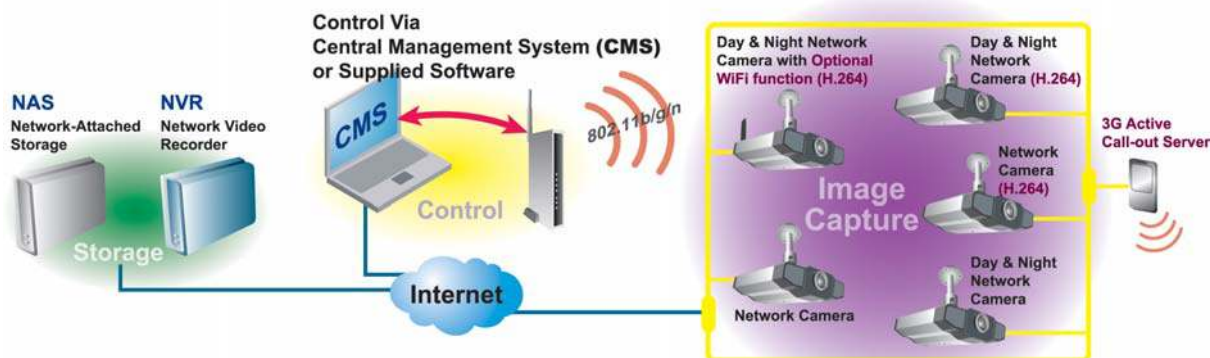 NAS
Network-Attached
Storage
NVR
Network Video
Recorder
Storage
Control Via
Central Management System (CMS)
or Supplied Software
CMS
802.11b/g/n
Control
Internet
Day & Night Network
Camera with Optional
WiFi function (H.264)
Day & Night
Network
Camera (H.264)
Network
Camera
(H.264)
Image
Capture
Network Camera
Day & Night
Network
Camera
3G Active
Call-out Server